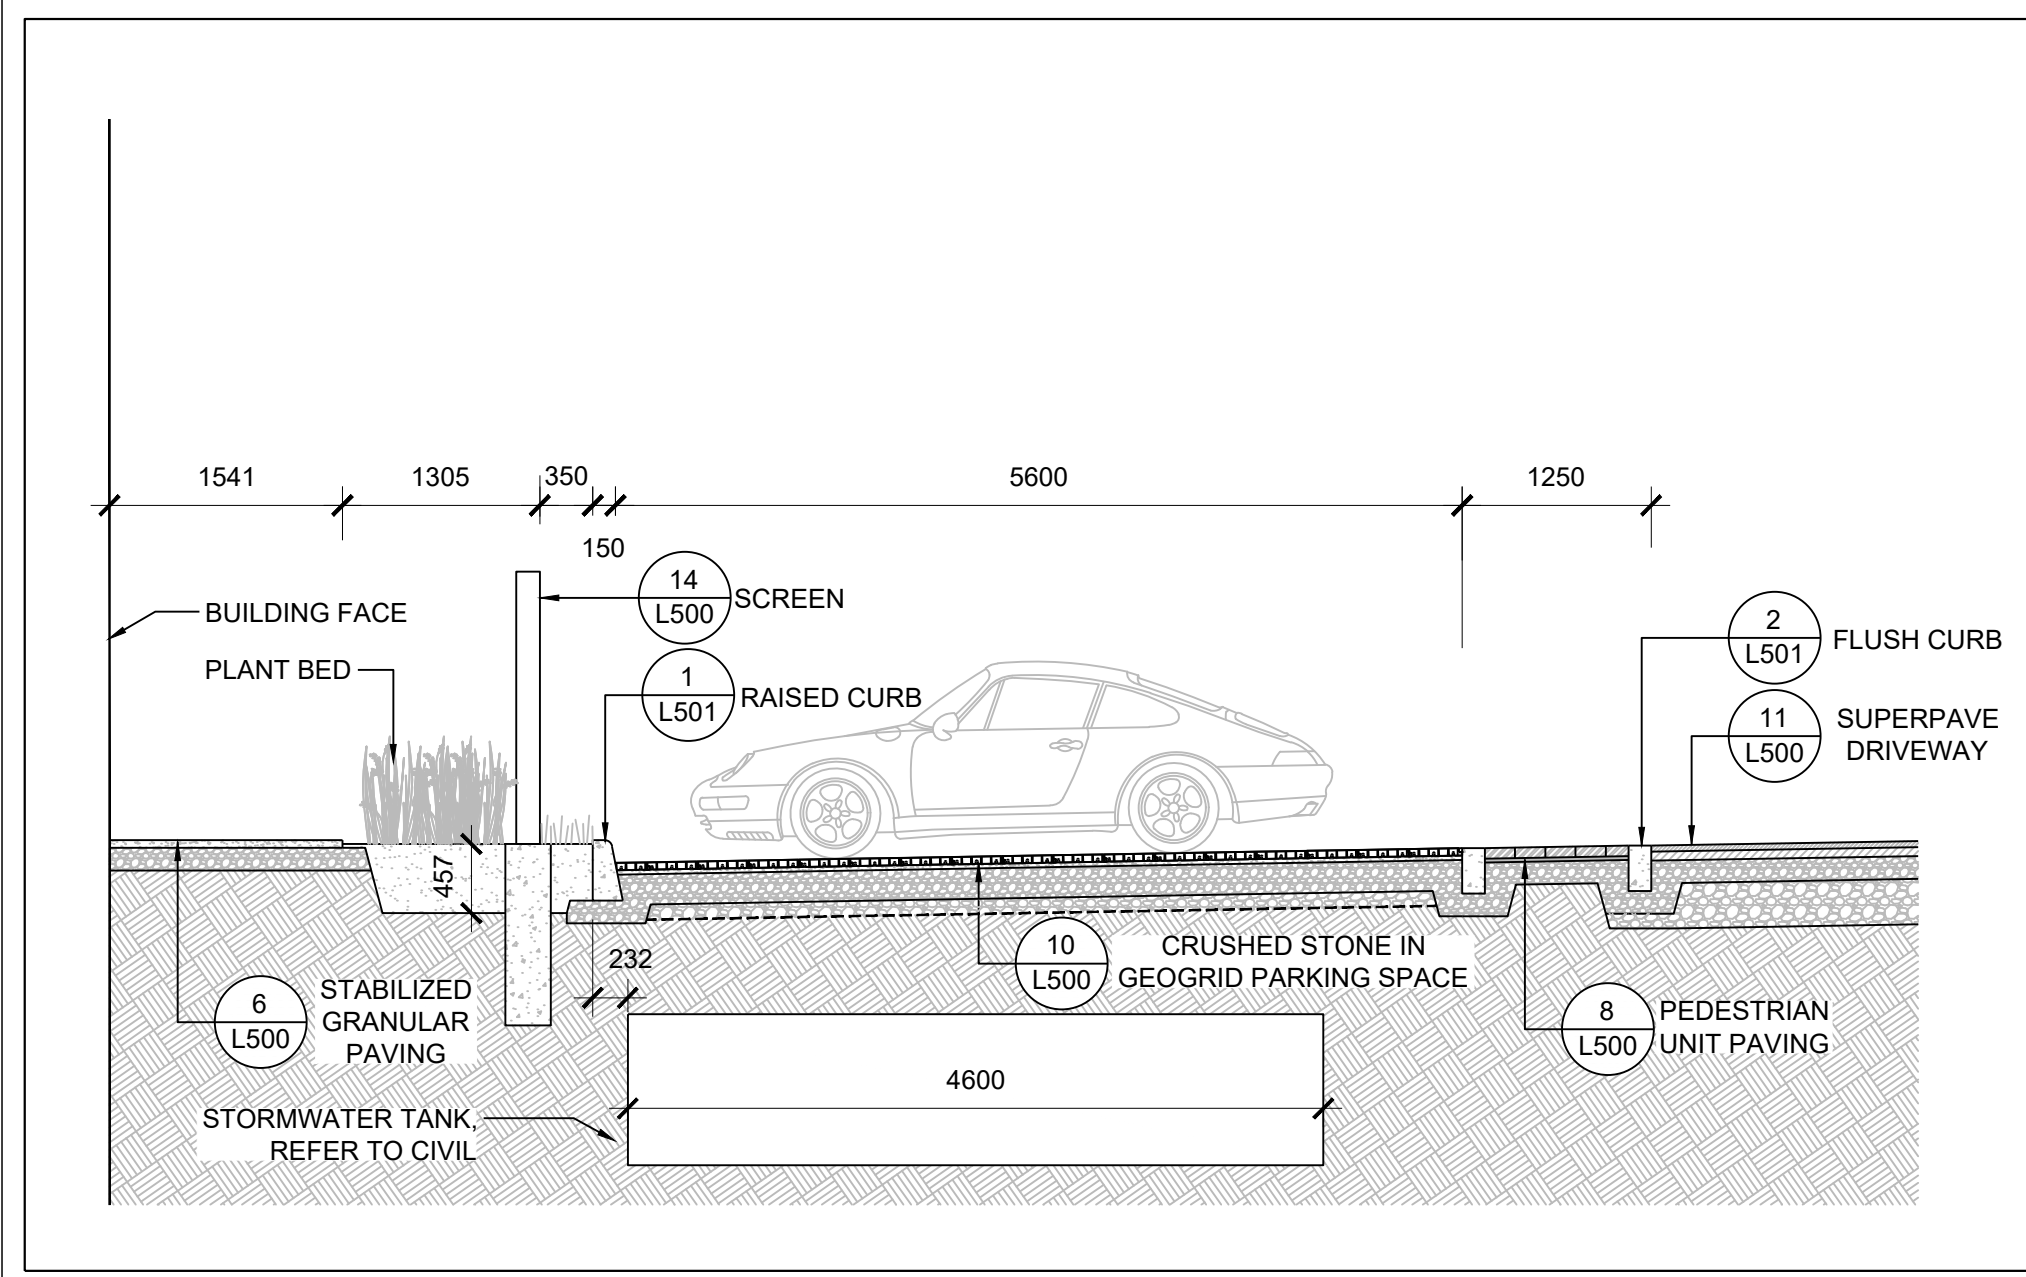 1541
1305
350
5600
1250
150
14
L500
SCREEN
BUILDING FACE
PLANT BED
1
L501
RAISED CURB
2
L501
FLUSH CURB
11
L500
SUPERPAVE
DRIVEWAY
457
232
10
L500
CRUSHED STONE IN
GEOGRID PARKING SPACE
6
L500
STABILIZED
GRANULAR
PAVING
8
L500
PEDESTRIAN
UNIT PAVING
4600
STORMWATER TANK,
REFER TO CIVIL